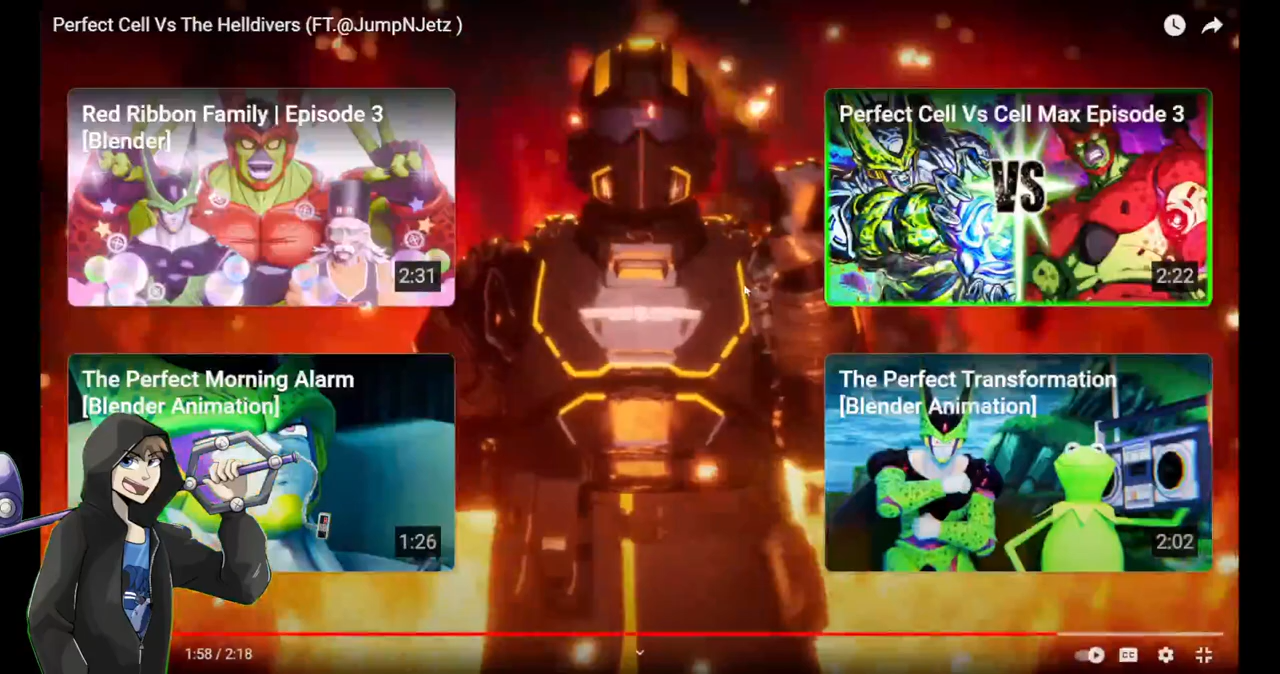 Perfect Cell Vs The Helldivers (FT.@JumpNJetz )
Red Ribbon Family | Episode 3
[Blender]
2:31
Perfect Cell Vs Cell Max Episode 3
VS
2:22
The Perfect Morning Alarm
[Blender Animation]
1:26
The Perfect Transformation
[Blender Animation]
2:02
1:58 / 2:18
CC